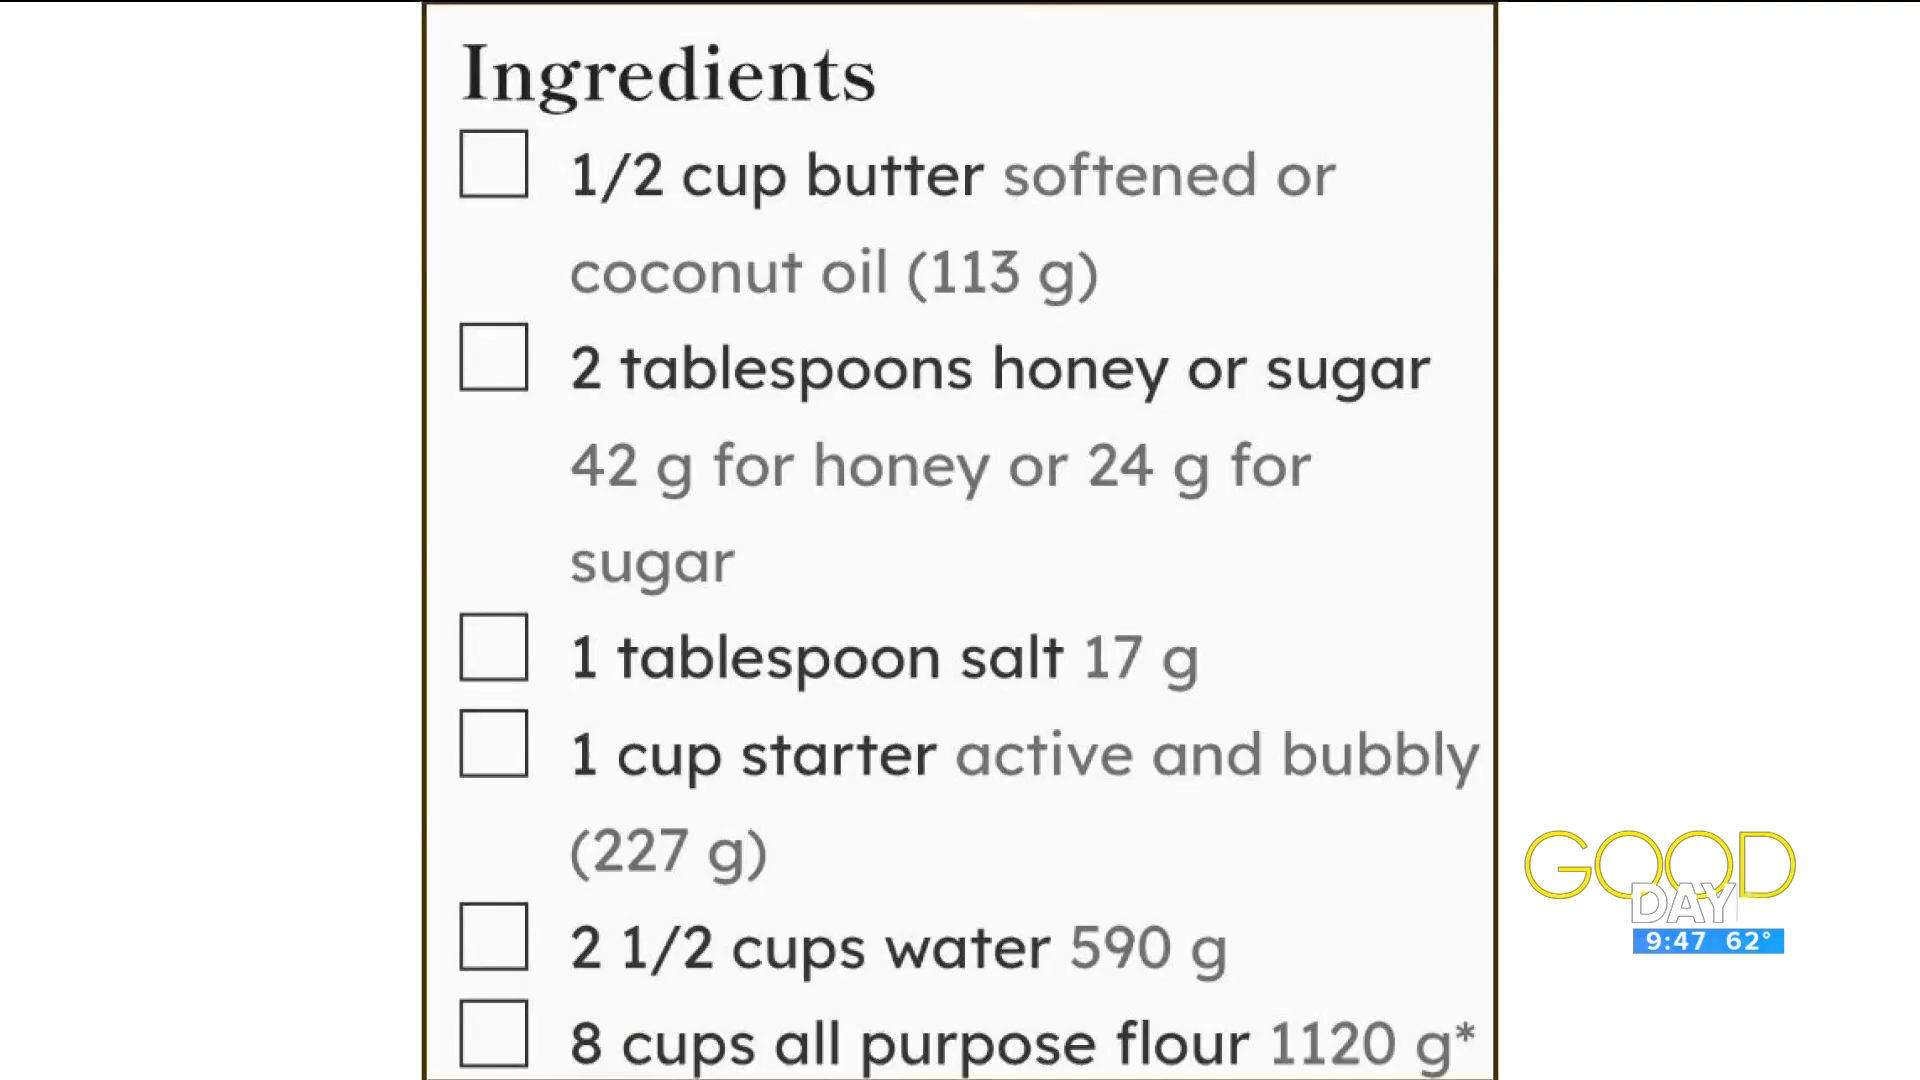 Ingredients
1/2 cup butter softened or
coconut oil (113 g)
2 tablespoons honey or sugar
42 g for honey or 24 g for
sugar
1 tablespoon salt 17 g
1 cup starter active and bubbly
(227 g)
2 1/2 cups water 590 g
8 cups all purpose flour 1120 g*
GOOD
DAY
9:47 62°